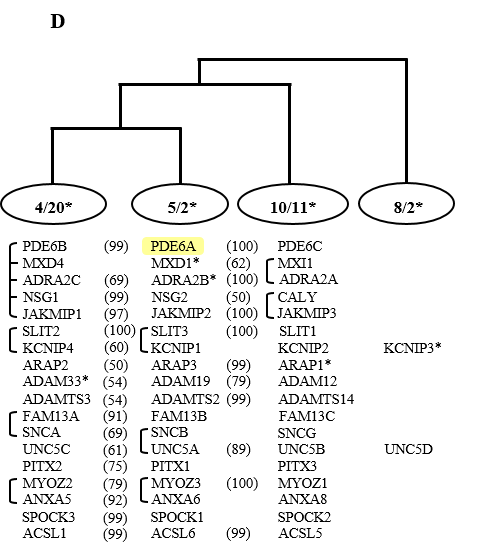 D
4/20* 5/2* 10/11* 8/2*
PDE6B (99) PDE6A (100) PDE6C
MXD4 MXD1* (62) MXI1
ADRA2C (69) ADRA2B* (100) ADRA2A
NSG1 (99) NSG2 (50) CALY
JAKMIP1 (97) JAKMIP2 (100) JAKMIP3
SLIT2 (100) SLIT3 (100) SLIT1
KCNIP4 (60) KCNIP1 KCNIP2 KCNIP3*
ARAP2 (50) ARAP3 (99) ARAP1*
ADAM33* (54) ADAM19 (79) ADAM12
ADAMTS3 (54) ADAMTS2 (99) ADAMTS14
FAM13A (91) FAM13B FAM13C
SNCA (69) SNCB SNCG
UNC5C (61) UNC5A (89) UNC5B UNC5D
PITX2 (75) PITX1 PITX3
MYOZ2 (79) MYOZ3 (100) MYOZ1
ANXA5 (92) ANXA6 ANXA8
SPOCK3 (99) SPOCK1 SPOCK2
ACSL1 (99) ACSL6 (99) ACSL5